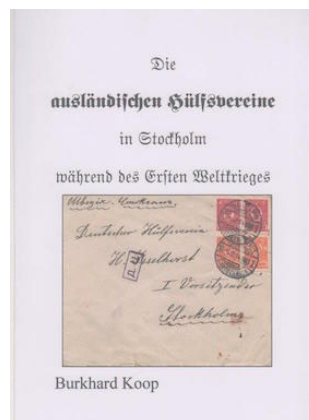 Die
ausländischen Hülfsvereine
in Stockholm
während des Ersten Weltkrieges
Deutscher Hülfsverein
H.
I Vorsitzender
Stockholm
Burkhard Koop